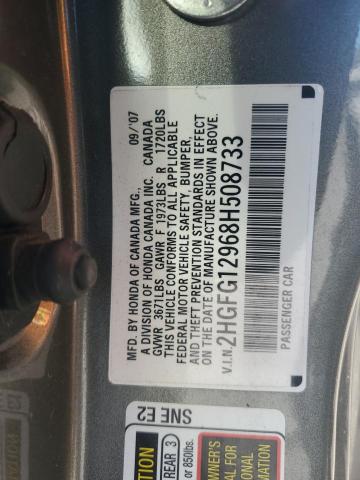 MFD. BY HONDA OF CANADA MFG., 09/'07
A DIVISION OF HONDA CANADA INC. CANADA
GVWR 3671LBS GAWR F 1973LBS R 1720LBS
THIS VEHICLE CONFORMS TO ALL APPLICABLE
FEDERAL MOTOR VEHICLE SAFETY, BUMPER,
AND THEFT PREVENTION STANDARDS IN EFFECT
ON THE DATE OF MANUFACTURE SHOWN ABOVE.
V.I.N. 2HGFG12968H508733
PASSENGER CAR
SNE E2
REAR 3
or 850lbs.